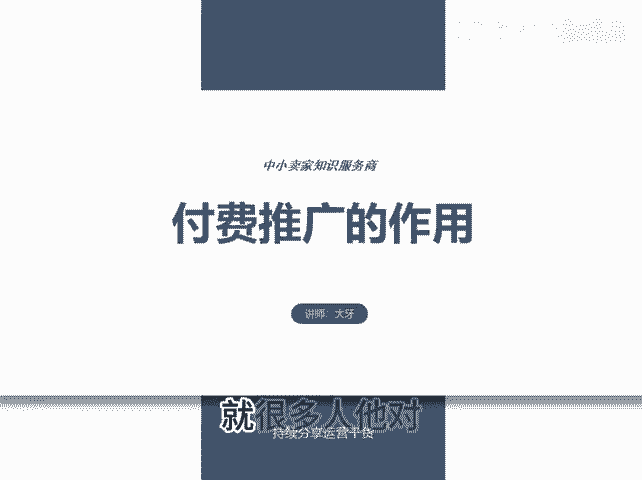 中小卖家知识服务商
付费推广的作用
讲师：大牙
就很多人他对
持续分享运营干货